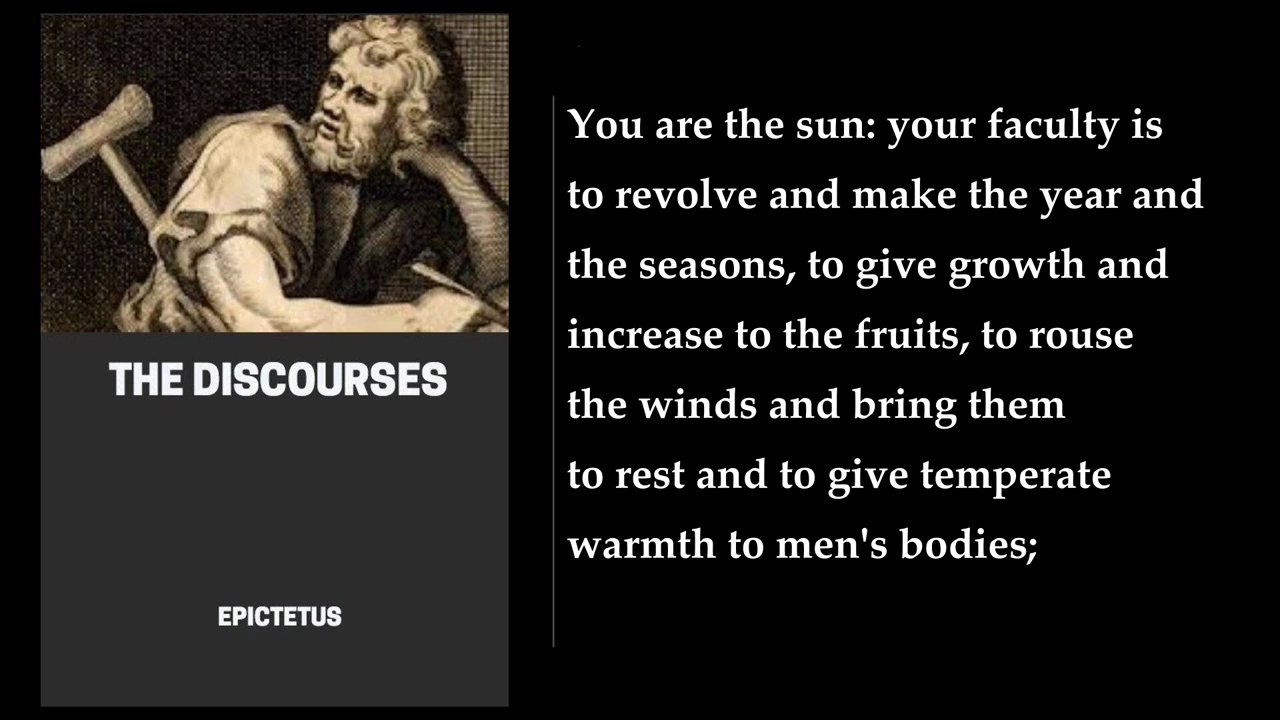 THE DISCOURSES
EPICTETUS
You are the sun: your faculty is
to revolve and make the year and
the seasons, to give growth and
increase to the fruits, to rouse
the winds and bring them
to rest and to give temperate
warmth to men's bodies;